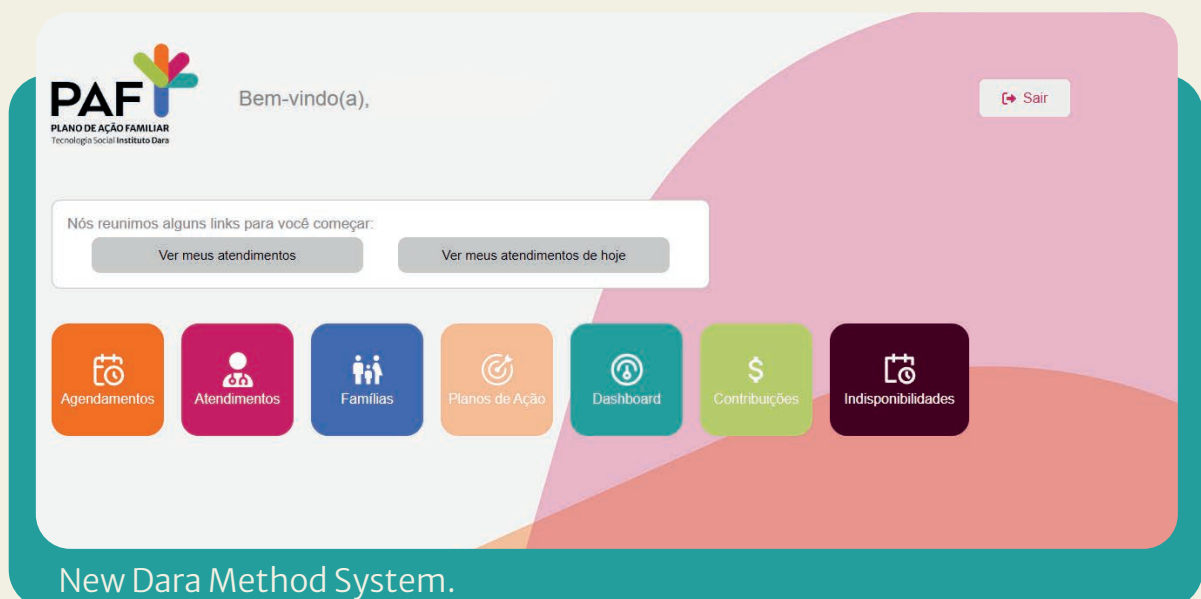 PAF
PLANO DE AÇÃO FAMILIAR
Tecnologia Social Instituto Dara
Bem-vindo(a),
Sair
Nós reunimos alguns links para você começar:
Ver meus atendimentos
Ver meus atendimentos de hoje
Agendamentos
Atendimentos
Famílias
Planos de Ação
Dashboard
$
Contribuições
Indisponibilidades
New Dara Method System.